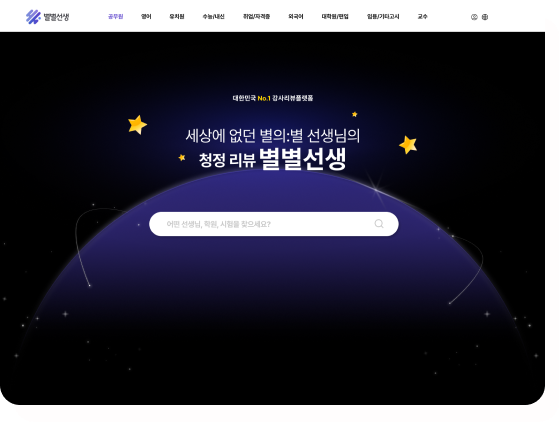 별별선생
공무원 영어 유치원 수능/내신 취업/자격증 외국어 대학원/편입 임용/기타고시 교수
대한민국 No.1 강사리뷰플랫폼
세상에 없던 별의:별 선생님의
청정 리뷰 별별선생
어떤 선생님, 학원, 시험을 찾으세요?